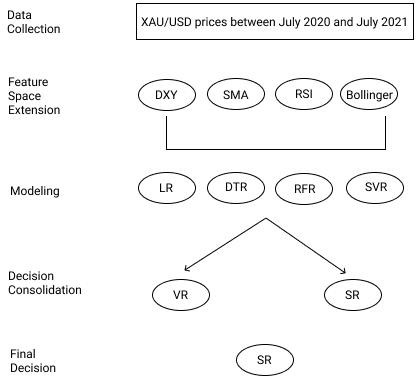 Data
Collection
XAU/USD prices between July 2020 and July 2021
Feature
Space
Extension
DXY
SMA
RSI
Bollinger
Modeling
LR
DTR
RFR
SVR
Decision
Consolidation
VR
SR
Final
Decision
SR